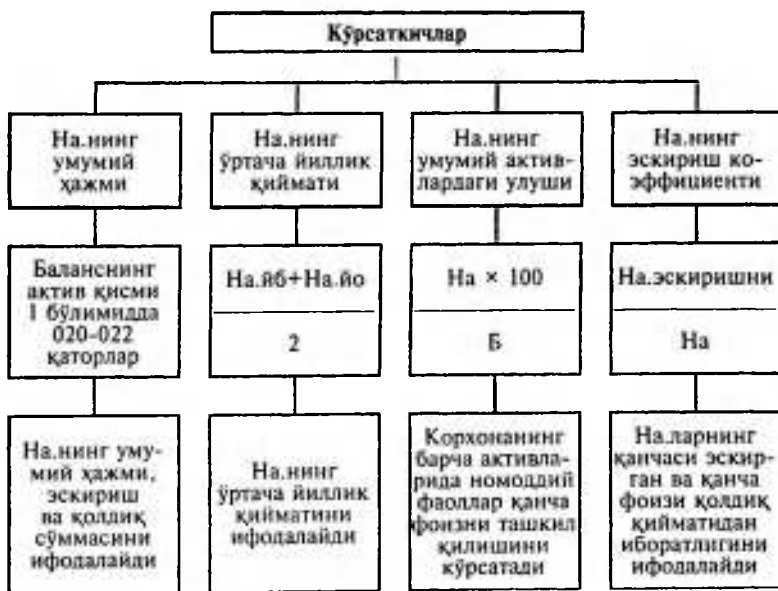 Кўрсаткичлар
На.нинг
умумий
ҳажми
На.нинг
ўртача йиллик
қиймати
На.нинг
умумий актив-
лардаги улуши
На.нинг
эскириш ко-
эффициенти
Баланснинг
актив қисми
1 бўлимидда
020-022
қаторлар
На.йб+На.йо
2
На × 100
Б
На.эскиришни
На
На.нинг уму-
мий ҳажми,
эскириш
ва қолдиқ
сўммасини
ифодалайди
На.нинг
ўртача йиллик
қийматини
ифодалайди
Корхонанинг
барча активла-
рида номоддий
фаоллар қанча
фоизни ташкил
қилишини
кўрсатади
На.ларнинг
қанчаси эскир-
ган ва қанча
фоизи қолдиқ
қийматидан
иборатлигини
ифодалайди